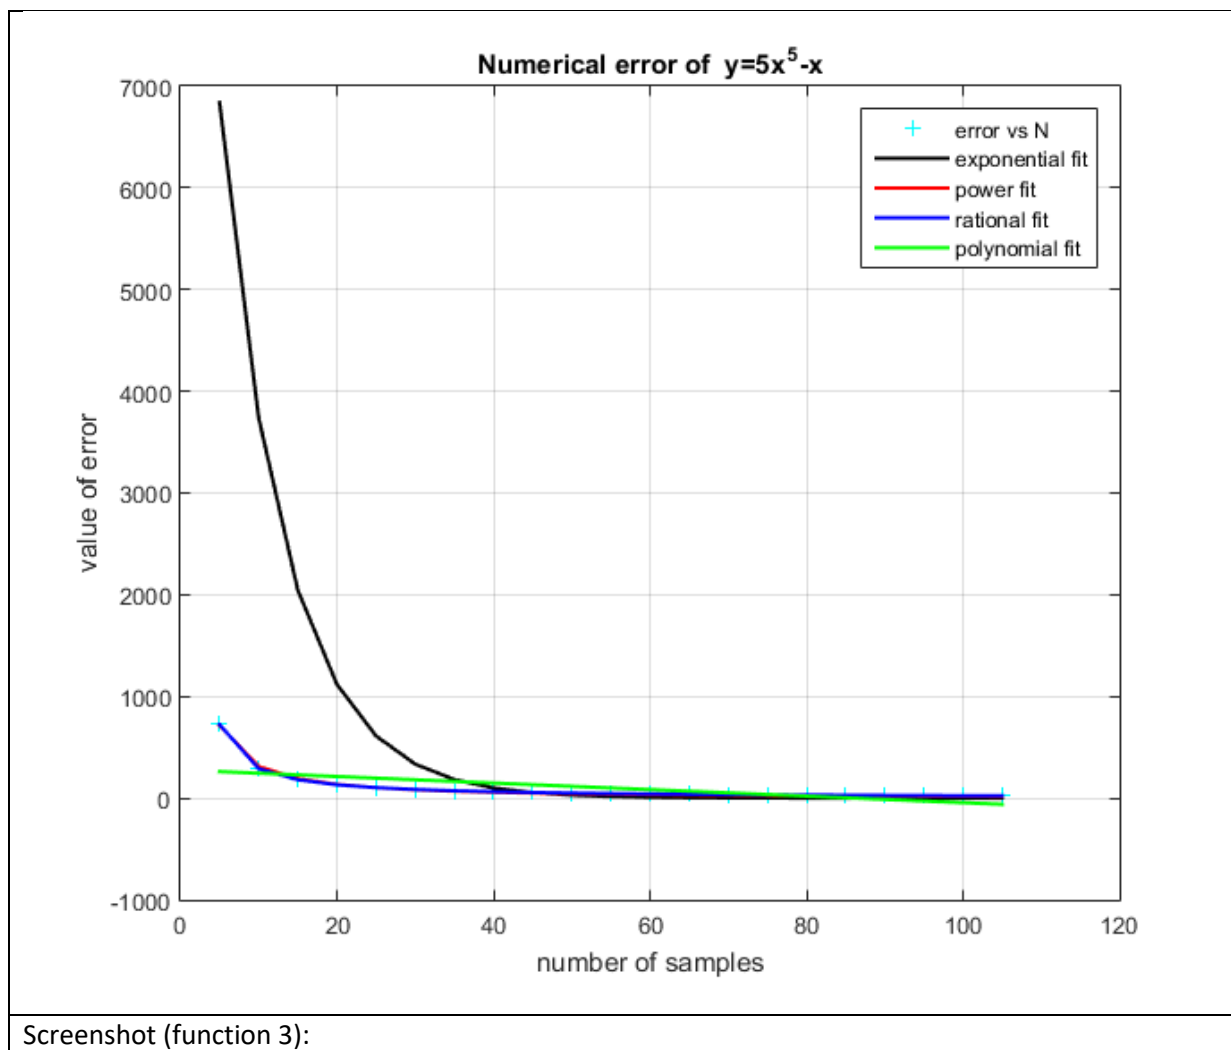 Numerical error of y=5x⁵-x
7000
6000
5000
4000
3000
2000
1000
0
-1000
value of error
error vs N
exponential fit
power fit
rational fit
polynomial fit
0 20 40 60 80 100 120
number of samples
Screenshot (function 3):